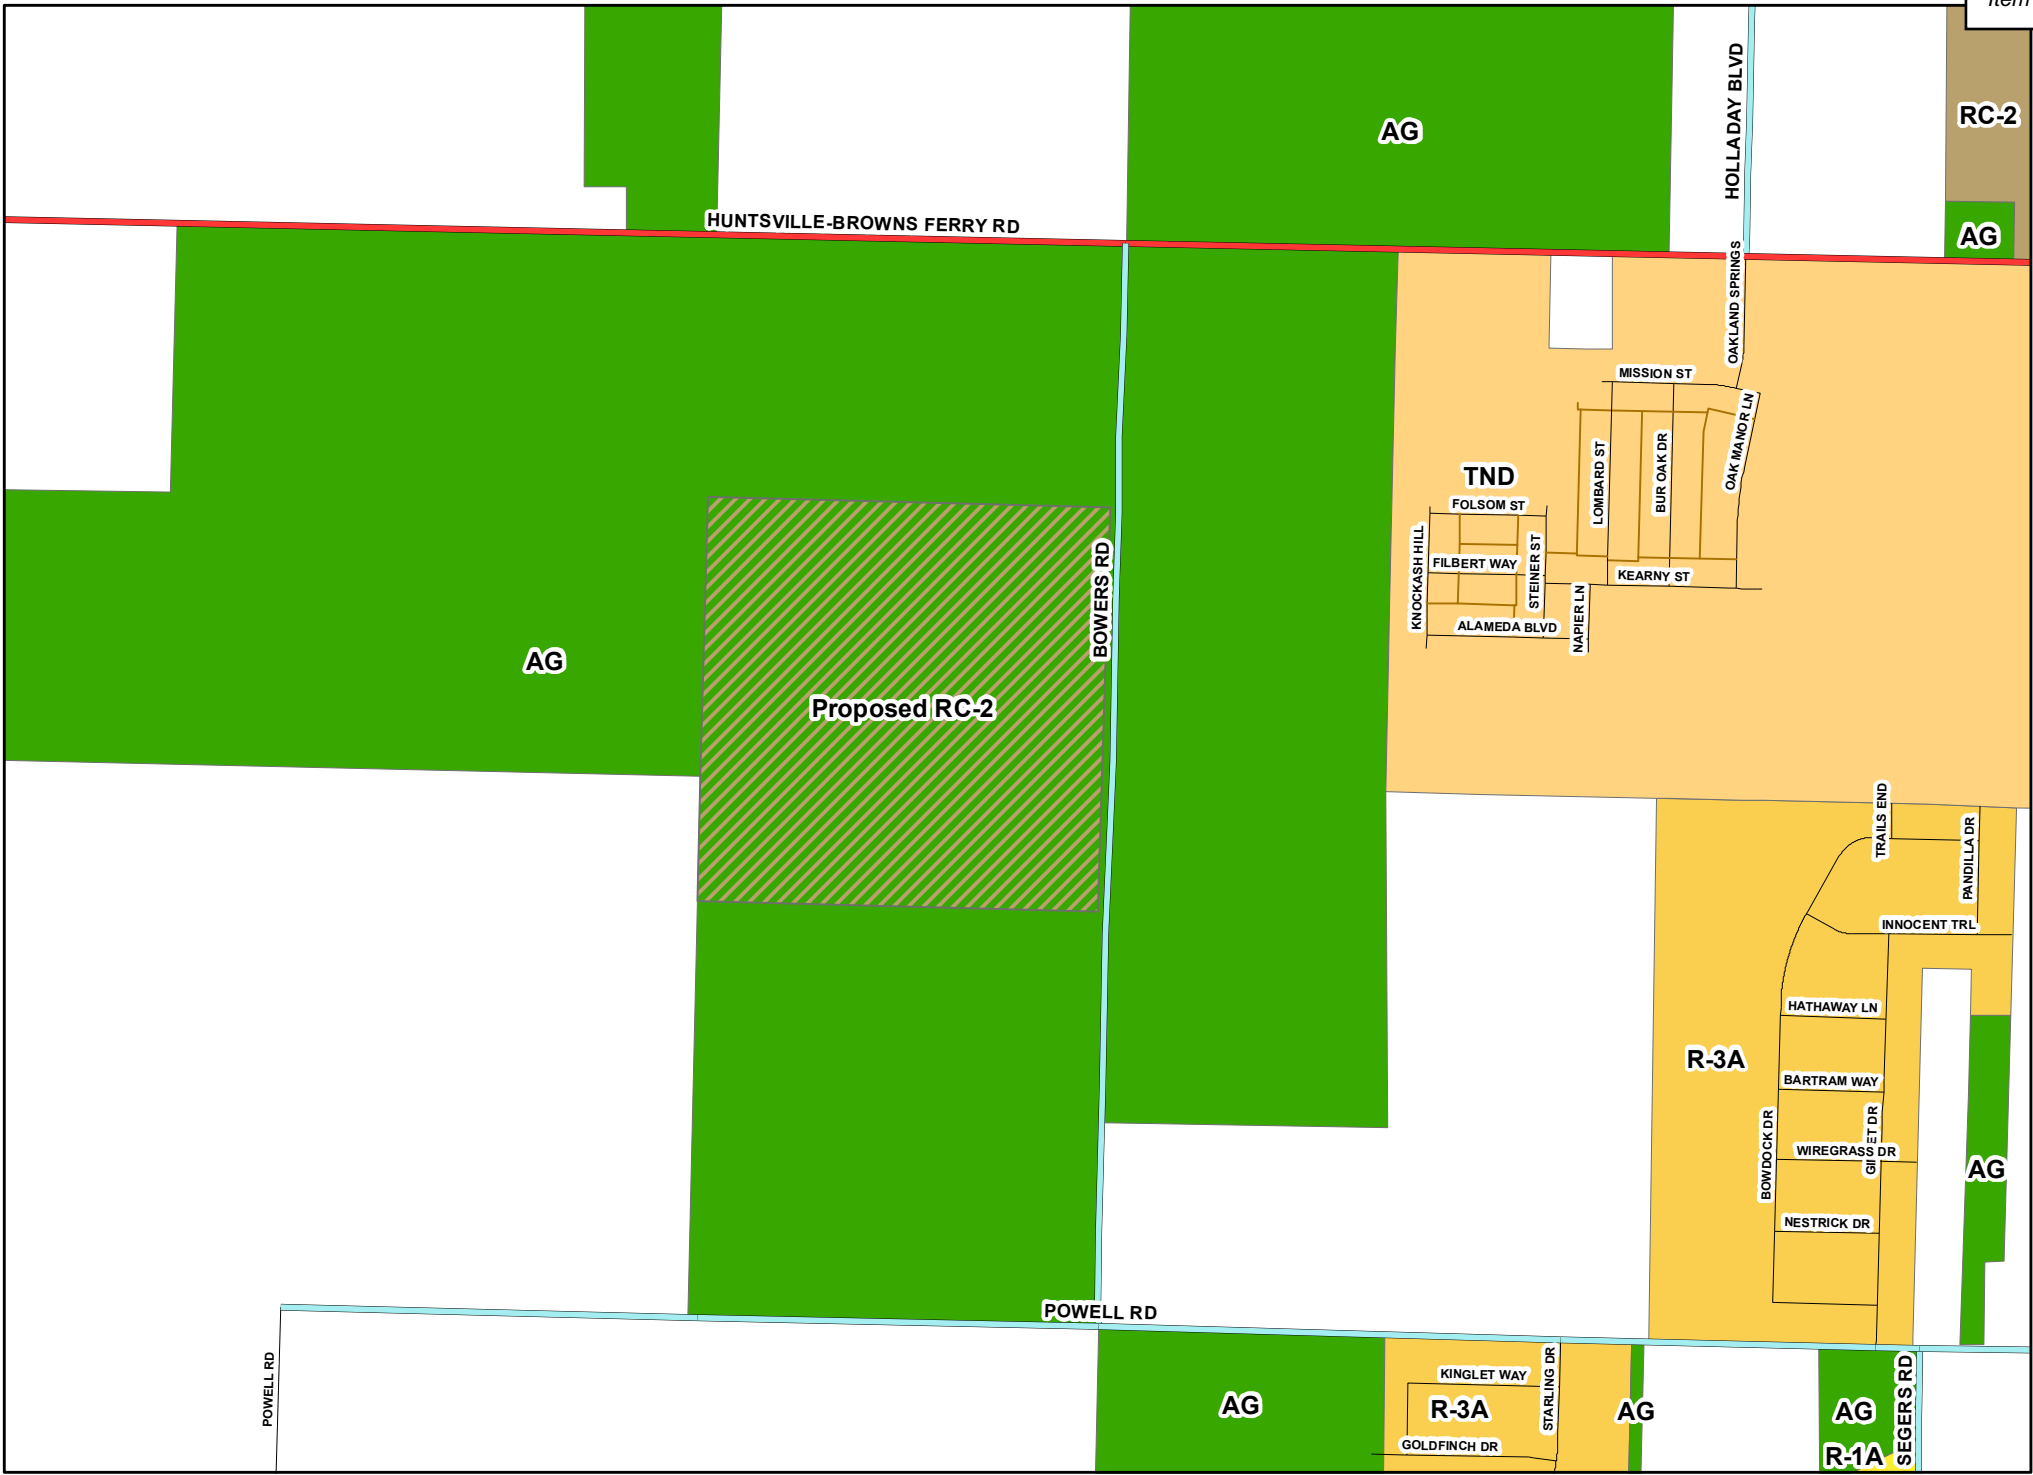 Item
HOLLADAY BLVD
RC-2
AG
HUNTSVILLE-BROWNS FERRY RD
AG
OAKLAND SPRINGS
MISSION ST
OAK MANOR LN
LOMBARD ST
BUR OAK DR
TND
FOLSOM ST
KNOCKASH HILL
FILBERT WAY
STEINER ST
KEARNY ST
NAPIER LN
ALAMEDA BLVD
BOWERS RD
AG
Proposed RC-2
TRAILS END
PANDILLA DR
INNOCENT TRL
HATHAWAY LN
R-3A
BARTRAM WAY
BOWDOCK DR
WIREGRASS DR
AG
NESTRICK DR
POWELL RD
POWELL RD
KINGLET WAY
STARLING DR
AG
R-3A
AG
AG
SEGERS RD
GOLDFINCH DR
R-1A